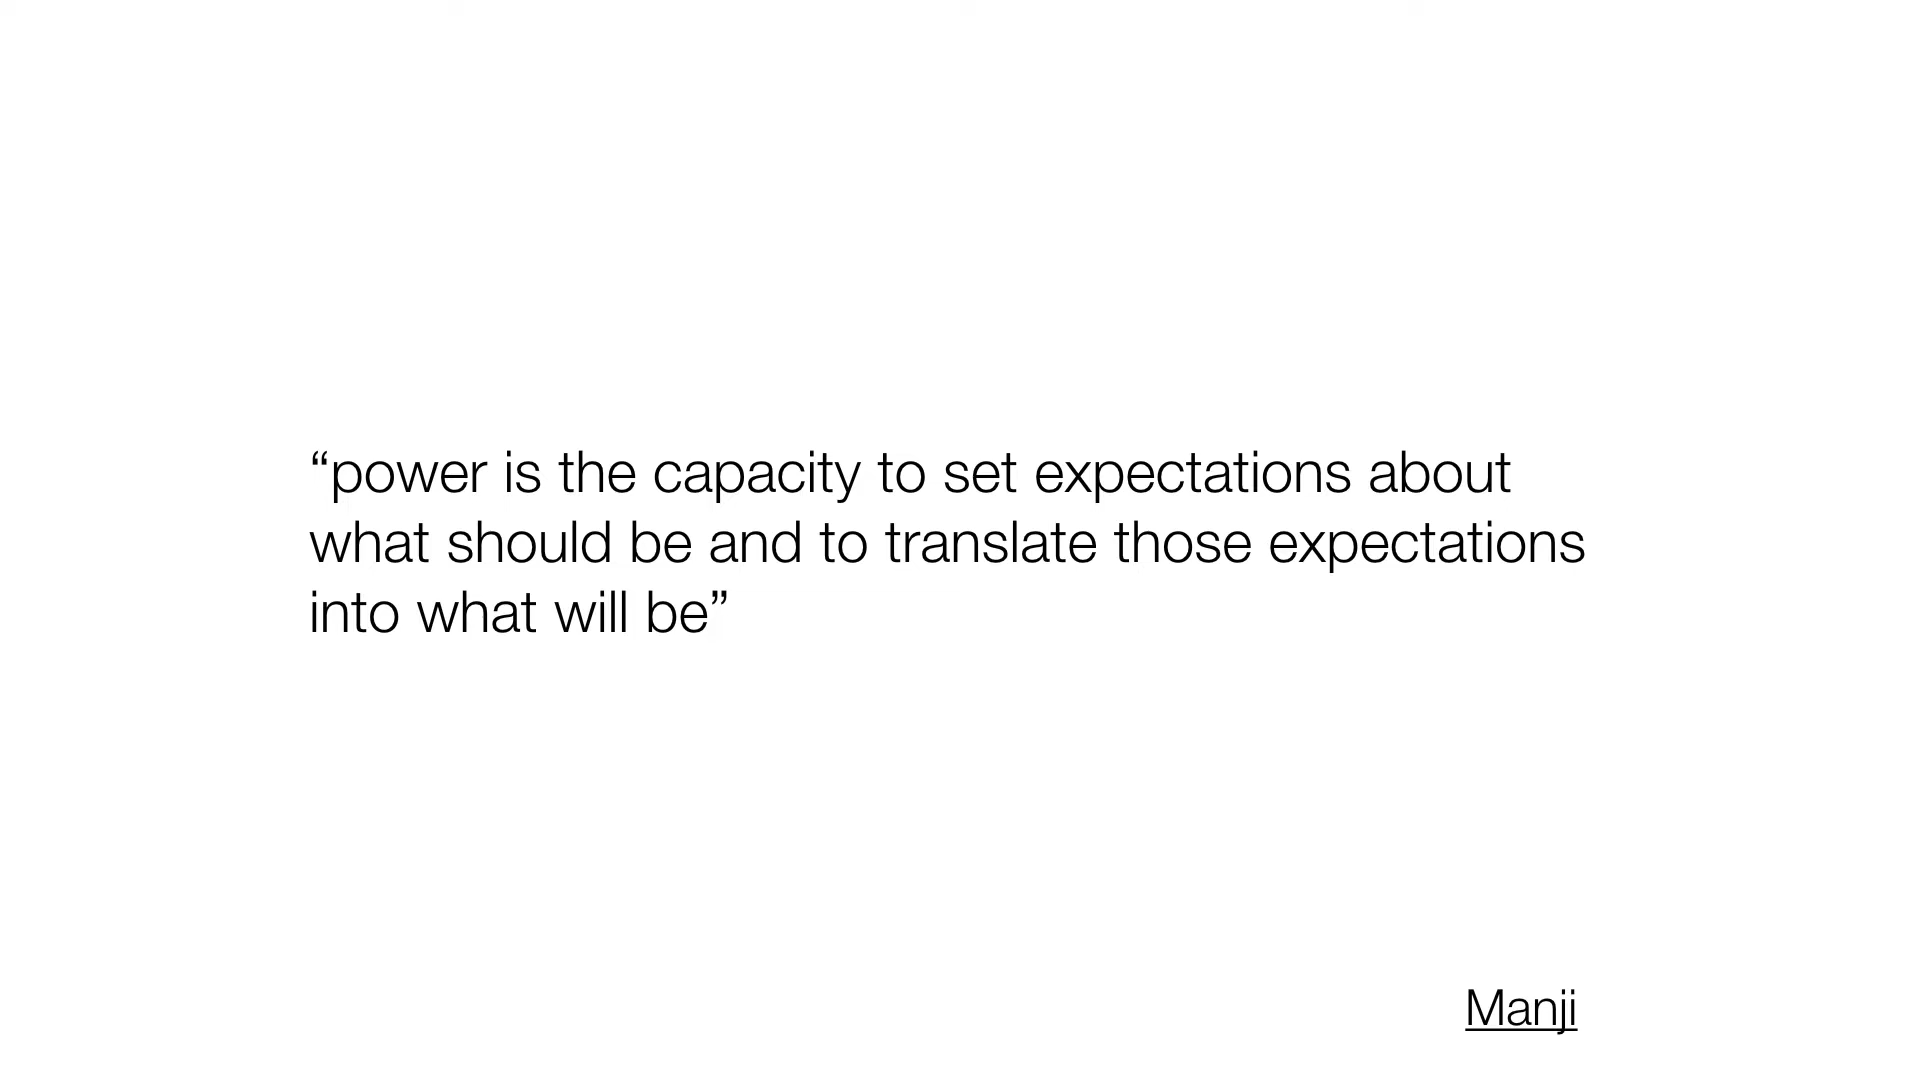 “power is the capacity to set expectations about
what should be and to translate those expectations
into what will be”
Manji